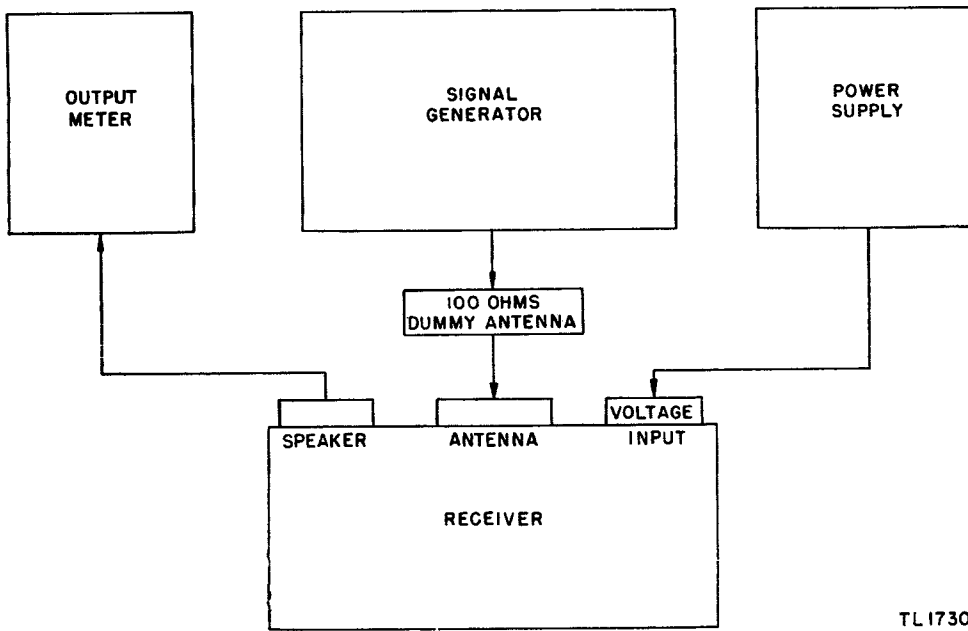 OUTPUT
METER
SIGNAL
GENERATOR
POWER
SUPPLY
100 OHMS
DUMMY ANTENNA
VOLTAGE
SPEAKER
ANTENNA
INPUT
RECEIVER
TL1730